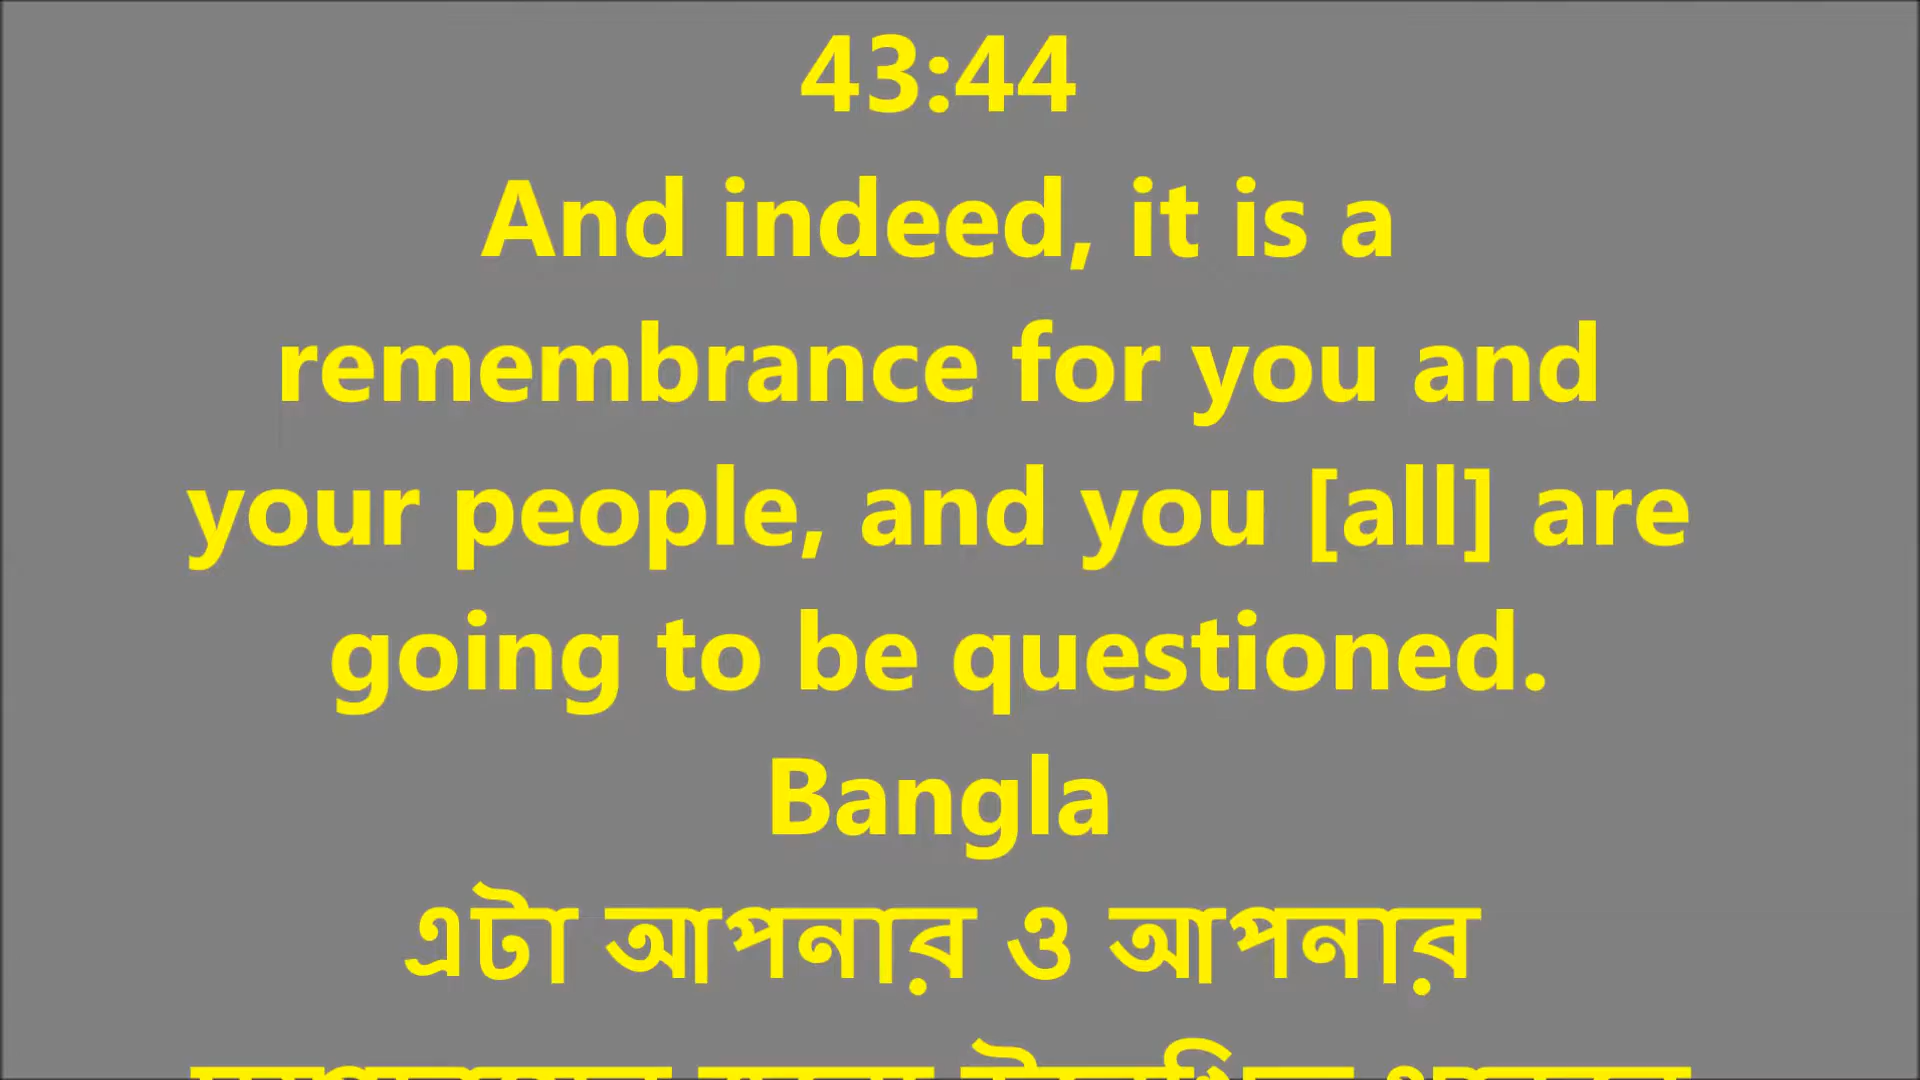 43:44
And indeed, it is a
remembrance for you and
your people, and you [all] are
going to be questioned.
Bangla
এটা আপনার ও আপনার